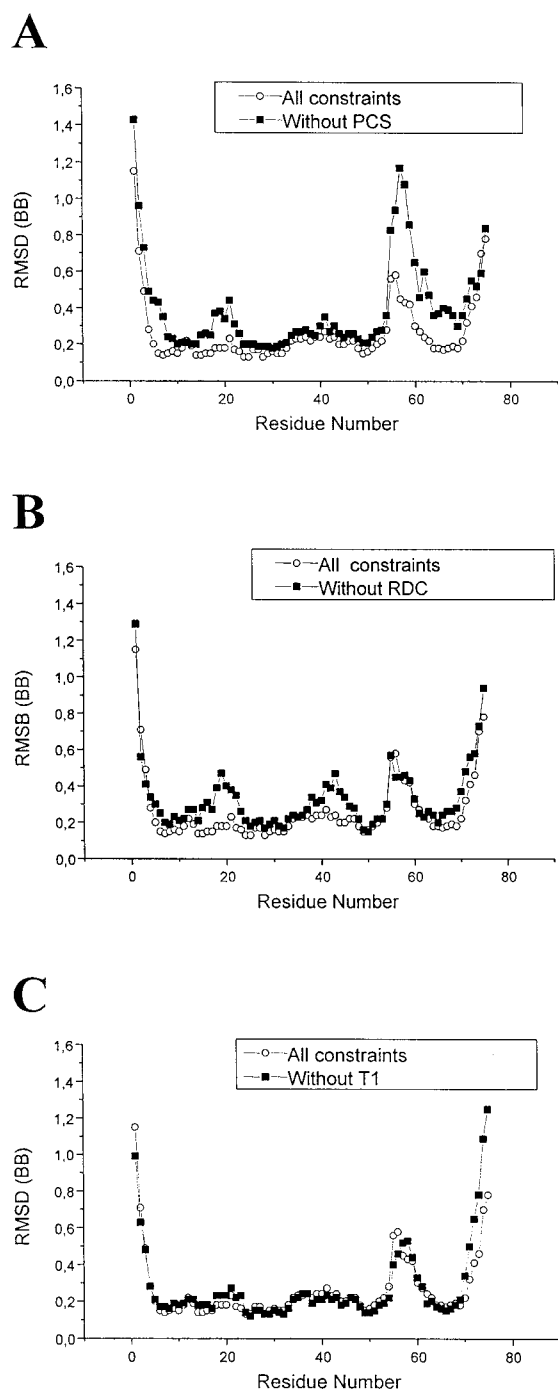 A
1,6
1,4
1,2
1,0
0,8
0,6
0,4
0,2
0,0
RMSD (BB)
All constraints
Without PCS
0 20 40 60 80
Residue Number
B
1,6
1,4
1,2
1,0
0,8
0,6
0,4
0,2
0,0
RMSB (BB)
All constraints
Without RDC
0 20 40 60 80
Residue Number
C
1,6
1,4
1,2
1,0
0,8
0,6
0,4
0,2
0,0
RMSD (BB)
All constraints
Without T1
0 20 40 60 80
Residue Number